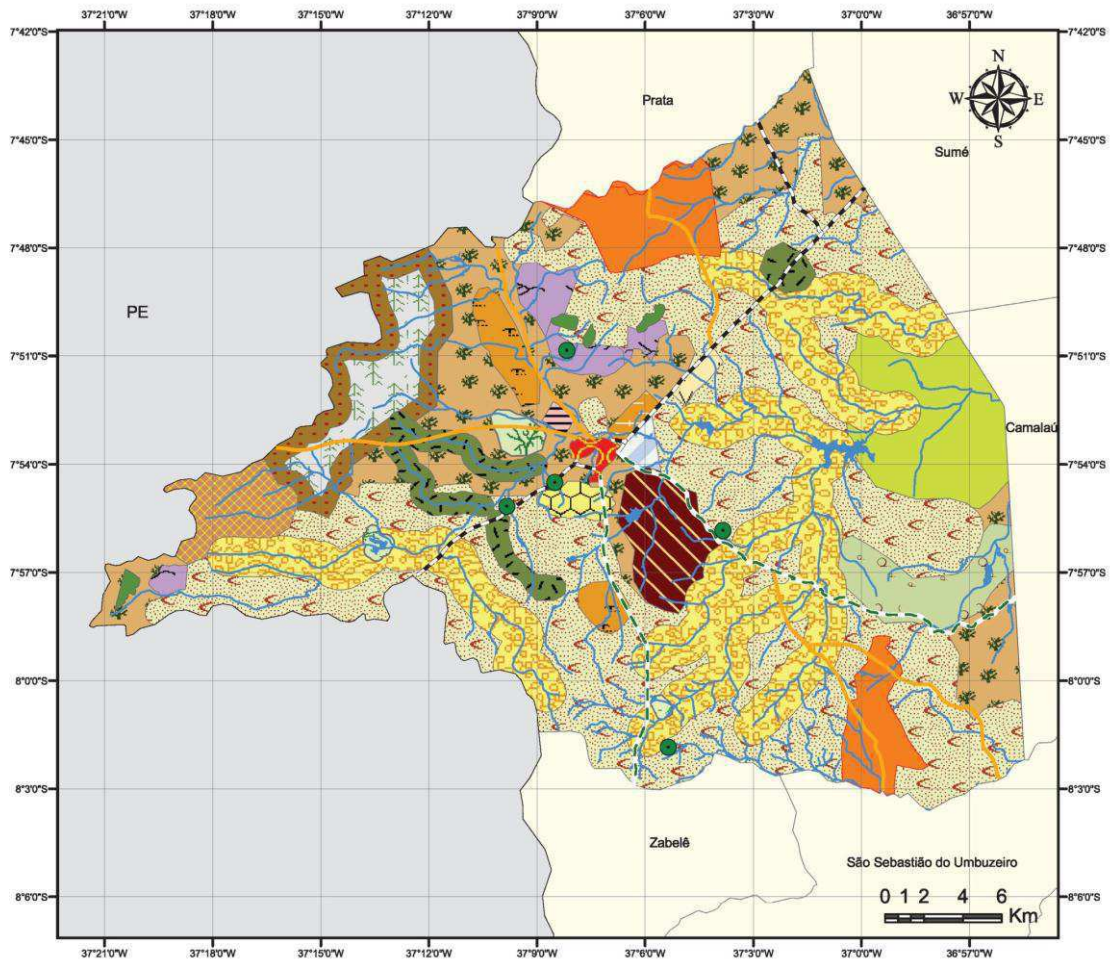 37°21'0"W 37°18'0"W 37°15'0"W 37°12'0"W 37°9'0"W 37°6'0"W 37°3'0"W 37°0'0"W 36°57'0"W
7°42'0"S 7°42'0"S
N
Prata
W E
S
7°45'0"S 7°45'0"S
Sumé
7°48'0"S 7°48'0"S
PE
7°51'0"S 7°51'0"S
Camalaú
7°54'0"S 7°54'0"S
7°57'0"S 7°57'0"S
8°0'0"S 8°0'0"S
8°3'0"S 8°3'0"S
Zabelê
São Sebastião do Umbuzeiro
8°6'0"S 8°6'0"S
0 1 2 4 6
Km
37°21'0"W 37°18'0"W 37°15'0"W 37°12'0"W 37°9'0"W 37°6'0"W 37°3'0"W 37°0'0"W 36°57'0"W